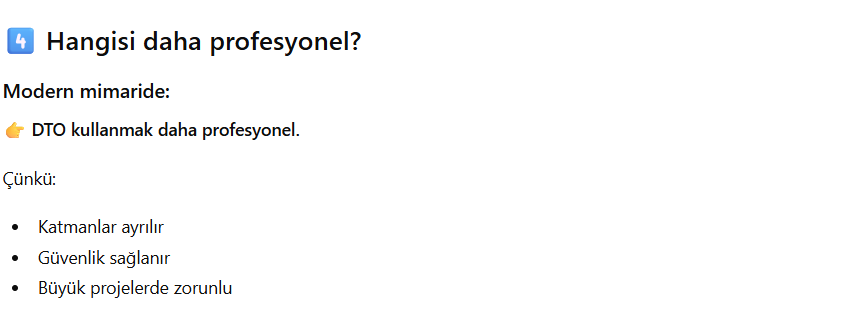 4️⃣ Hangisi daha profesyonel?
Modern mimaride:
👉 DTO kullanmak daha profesyonel.
Çünkü:
• Katmanlar ayrılır
• Güvenlik sağlanır
• Büyük projelerde zorunlu